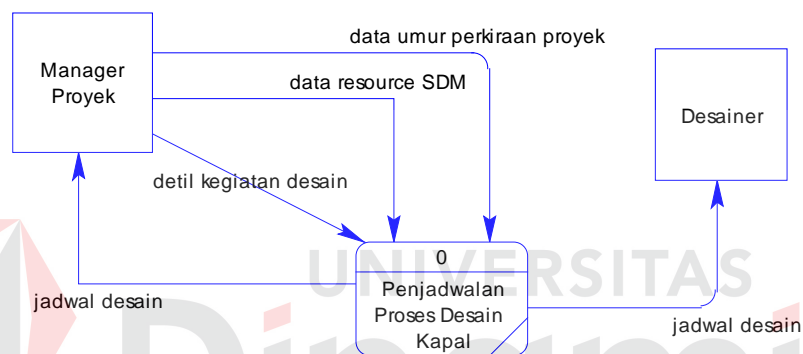 data umur perkiraan proyek
Manager
Proyek
data resource SDM
Desainer
detil kegiatan desain
0
UNIVERSITAS
Penjadwalan
Proses Desain
Kapal
jadwal desain
jadwal desain